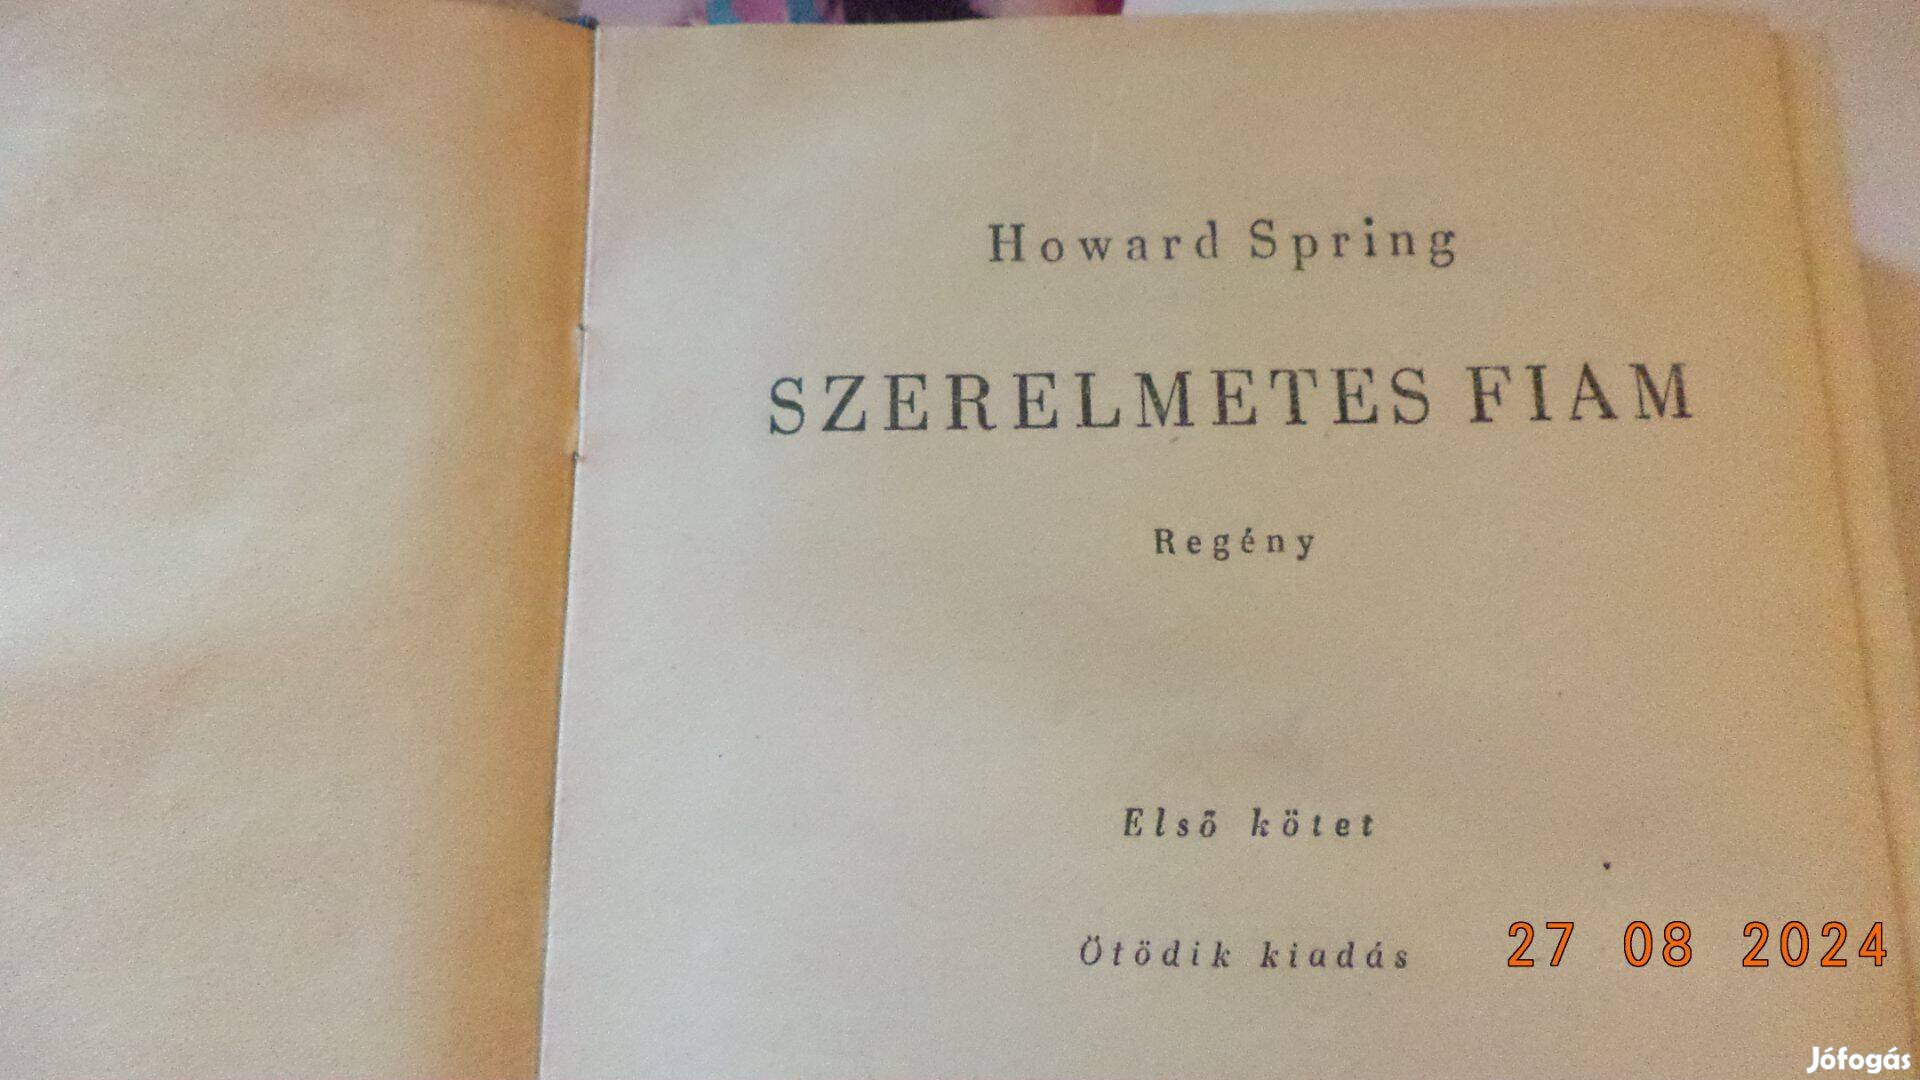 Howard Spring
SZERELMETES FIAM
Regény
Első kötet
Ötödik kiadás
27 08 2024
Jófogás